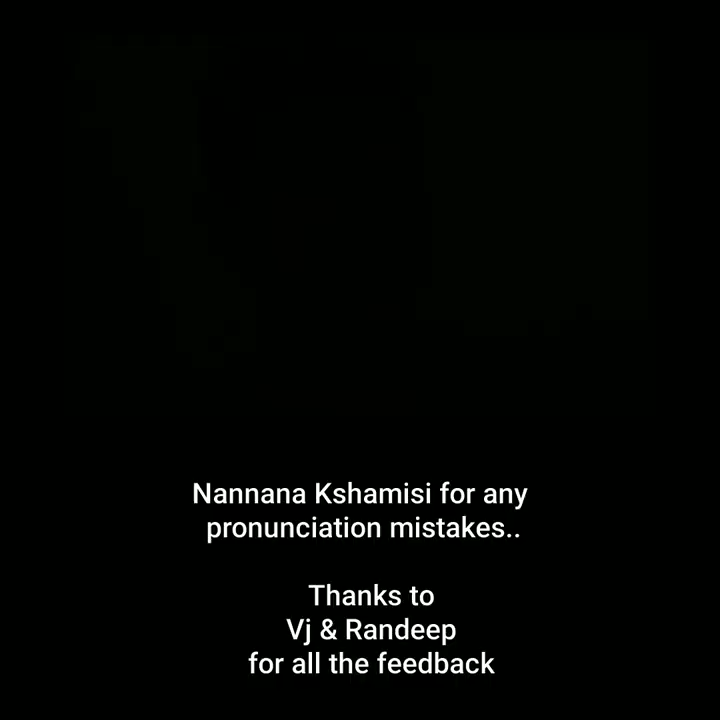 Nannana Kshamisi for any
pronunciation mistakes..
Thanks to
Vj & Randeep
for all the feedback